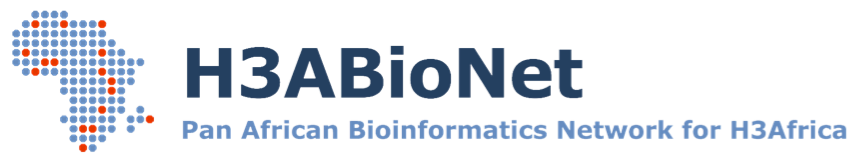 H3ABioNet
Pan African Bioinformatics Network for H3Africa